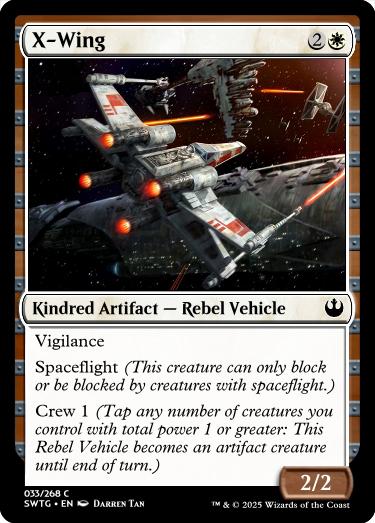 X-Wing 2
Kindred Artifact — Rebel Vehicle
Vigilance
Spaceflight (This creature can only block
or be blocked by creatures with spaceflight.)
Crew 1 (Tap any number of creatures you
control with total power 1 or greater: This
Rebel Vehicle becomes an artifact creature
until end of turn.)
2/2
033/268 C
SWTG • EN Darren Tan
™ & © 2025 Wizards of the Coast